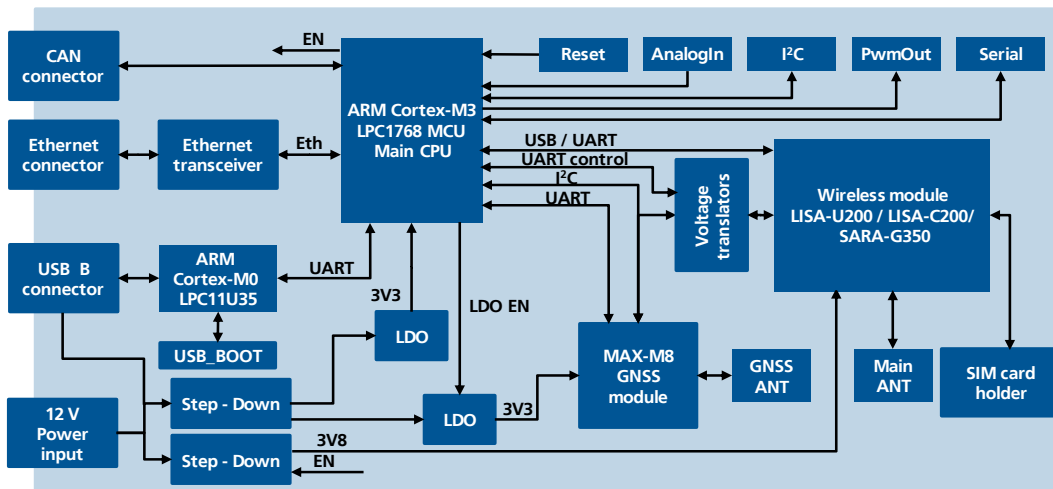 CAN
connector
EN
ARM Cortex-M3
LPC1768 MCU
Main CPU
Reset
AnalogIn
I²C
PwmOut
Serial
Ethernet
connector
Ethernet
transceiver
Eth
USB / UART
UART control
I²C
UART
Voltage
translators
Wireless module
LISA-U200 / LISA-C200/
SARA-G350
USB B
connector
ARM
Cortex-M0
LPC11U35
UART
USB_BOOT
3V3
LDO
LDO EN
MAX-M8
GNSS
module
GNSS
ANT
Main
ANT
SIM card
holder
12 V
Power
input
Step - Down
LDO
3V3
Step - Down
3V8
EN